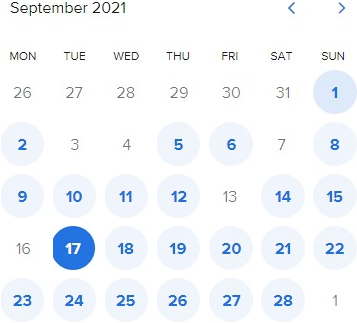 September 2021
MON TUE WED THU FRI SAT SUN
26 27 28 29 30 31 1
2 3 4 5 6 7 8
9 10 11 12 13 14 15
16 17 18 19 20 21 22
23 24 25 26 27 28 1